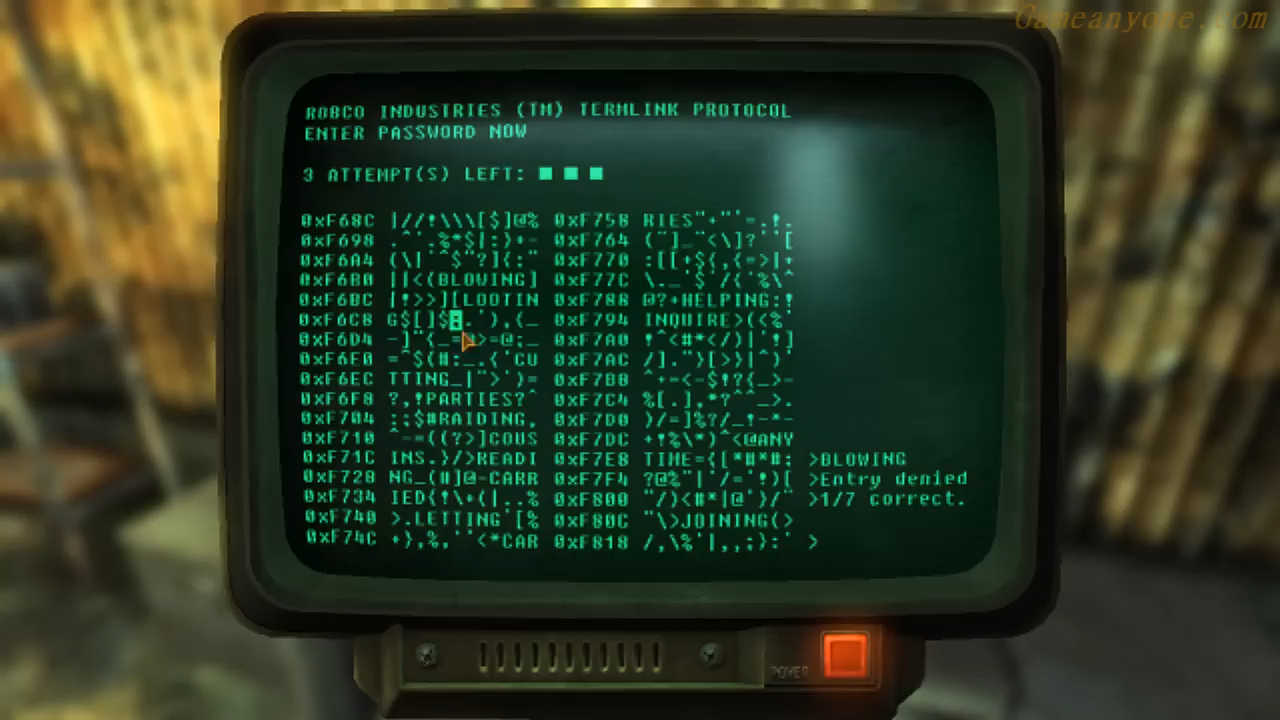 Gameanyone.com
ROBCO INDUSTRIES (TM) TERMLINK PROTOCOL
ENTER PASSWORD NOW
3 ATTEMPT(S) LEFT: ■ ■ ■
0xF68C |//!\\\[$]@% 0xF758 RIES"+"'-.!.
0xF698 .^¨.%*$|:}+- 0xF764 ("]_"<\]?''[
0xF6A4 (\|¨^$"?]{:" 0xF770 :[[+${,{=>|+
0xF6B0 ||<(BLOWING] 0xF77C \._'$'/{'%\^
0xF6BC |!>>][LOOTIN 0xF788 @?+HELPING:!
0xF6C8 G$[]$ .'),{_ 0xF794 INQUIRE>(<%'
0xF6D4 -]"{_= >=@;_ 0xF7A0 !^<#*</)|'!]
0xF6E0 =^$(#:_.{'CU 0xF7AC /]."}[>}|^)'
0xF6EC TTING_|">')= 0xF7B8 ^+-<-$!?{_>-
0xF6F8 ?,!PARTIES?^ 0xF7C4 %[.],*?^^_>.
0xF704 ;:$#RAIDING, 0xF7D0 )/=]%?/_!-*-
0xF710 ^-=((?>]COUS 0xF7DC +!%\*)^<@ANY
0xF71C INS.}/>READI 0xF7E8 TIME={[*#*#; >BLOWING
0xF728 NG_(#]@-CARR 0xF7F4 ?@%"|'/="!)[ >Entry denied
0xF734 IED{!\+(|..% 0xF800 "/)<#*|@'}/" >1/7 correct.
0xF740 >.LETTING'[% 0xF80C "\>JOINING(>
0xF74C +},%,''<*CAR 0xF818 /,\%'|,,;}:' >
POWER